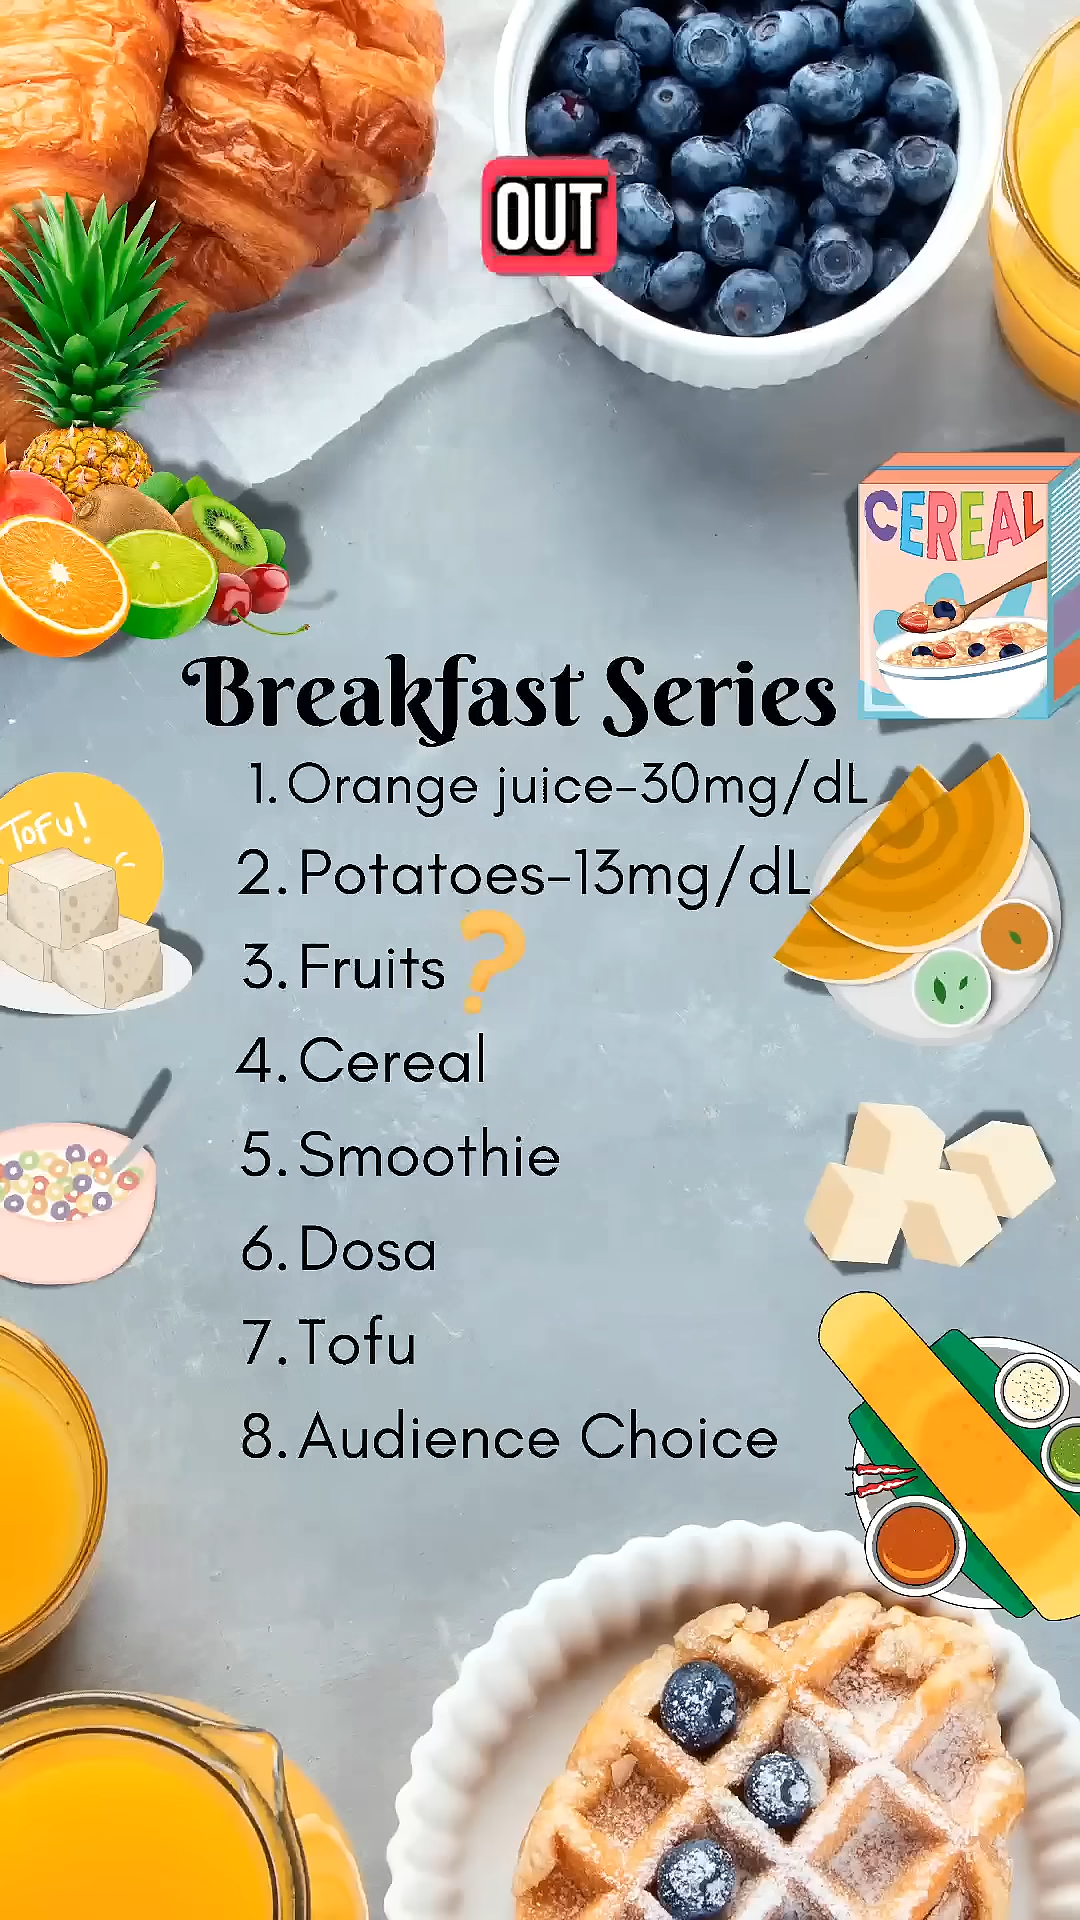 OUT
CEREAL
Breakfast Series
1. Orange juice-30mg/dL
2. Potatoes-13mg/dL
3. Fruits?
4. Cereal
5. Smoothie
6. Dosa
7. Tofu
8. Audience Choice
TOFU!